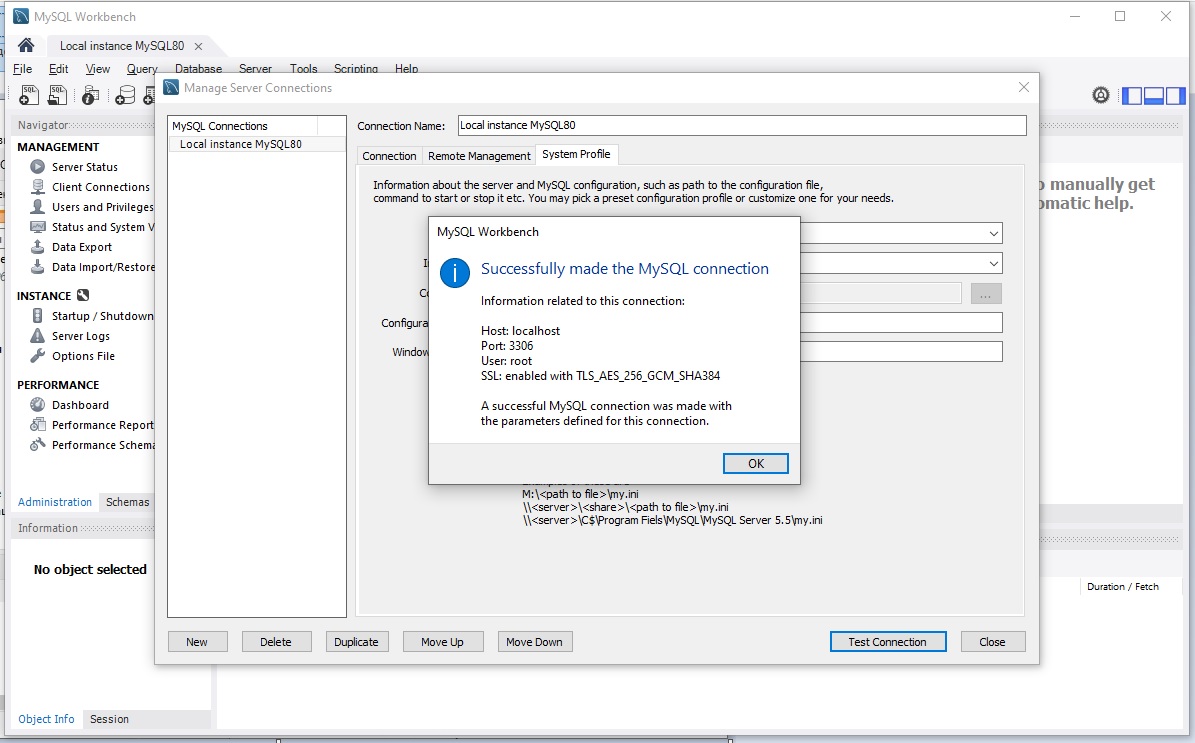 MySQL Workbench
Local instance MySQL80
File Edit View Query Database Server Tools Scripting Help
Manage Server Connections
Navigator
MANAGEMENT
Server Status
Client Connections
Users and Privileges
Status and System V
Data Export
Data Import/Restore
INSTANCE
Startup / Shutdown
Server Logs
Options File
PERFORMANCE
Dashboard
Performance Report
Performance Schema
Administration Schemas
Information
No object selected
Object Info Session
MySQL Connections
Local instance MySQL80
Connection Name: Local instance MySQL80
Connection Remote Management System Profile
Information about the server and MySQL configuration, such as path to the configuration file,
command to start or stop it etc. You may pick a preset configuration profile or customize one for your needs.
Configura
Window
...
MySQL Workbench
Successfully made the MySQL connection
Information related to this connection:
Host: localhost
Port: 3306
User: root
SSL: enabled with TLS_AES_256_GCM_SHA384
A successful MySQL connection was made with
the parameters defined for this connection.
OK
M:\<path to file>\my.ini
\\<server>\<share>\<path to file>\my.ini
\\<server>\C$\Program Fiels\MySQL\MySQL Server 5.5\my.ini
New Delete Duplicate Move Up Move Down Test Connection Close
o manually get
omatic help.
Duration / Fetch